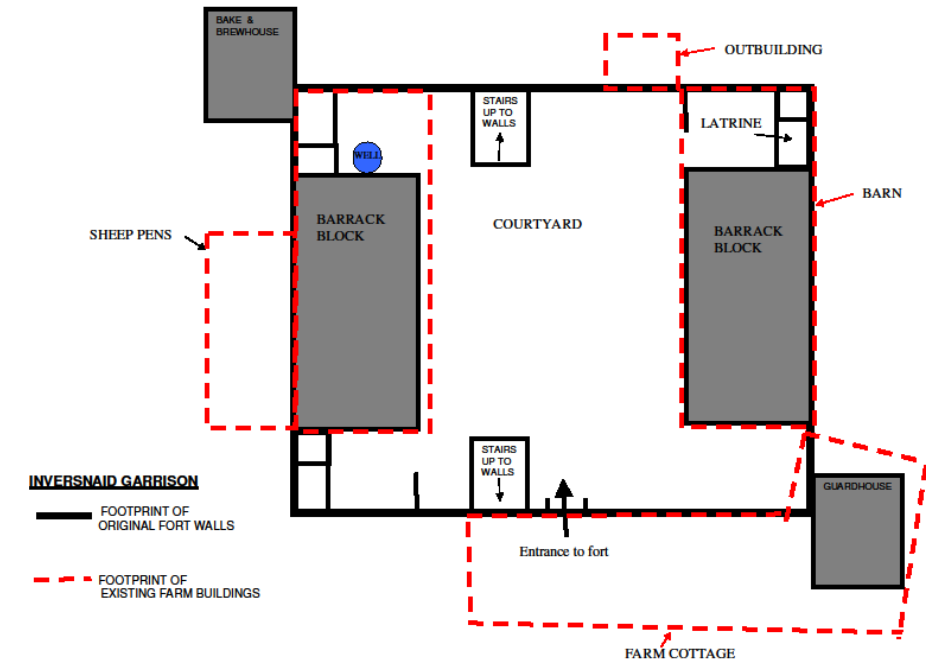 BAKE &
BREWHOUSE
OUTBUILDING
STAIRS
UP TO
WALLS
LATRINE
WELL
BARN
BARRACK
BLOCK
COURTYARD
BARRACK
BLOCK
SHEEP PENS
STAIRS
UP TO
WALLS
INVERSNAID GARRISON
GUARDHOUSE
FOOTPRINT OF
ORIGINAL FORT WALLS
Entrance to fort
FOOTPRINT OF
EXISTING FARM BUILDINGS
FARM COTTAGE